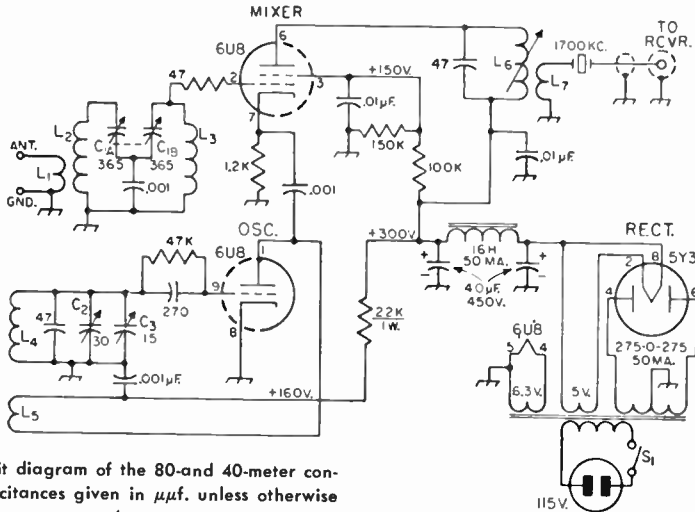 MIXER
6U8
6
2
3
7
47
+150V.
47
L6
L7
1700KC.
TO
RCVR.
.01µF.
150K
100K
.01µF.
L2
C1A
365
C1B
365
L3
ANT.
L1
GND.
.001
1.2K
.001
OSC.
6U8
1
9
8
47K
270
+300V.
16H
50 MA.
40µF.
450V.
+
-
+
-
RECT.
5Y3
2
8
4
6
275-0-275
50MA.
L4
47
C2
30
C3
15
.001µF.
L5
+160V.
22K
1W.
6U8
5
4
6.3V.
5V.
S1
115V.
it diagram of the 80-and 40-meter con-
citances given in µµf. unless otherwise